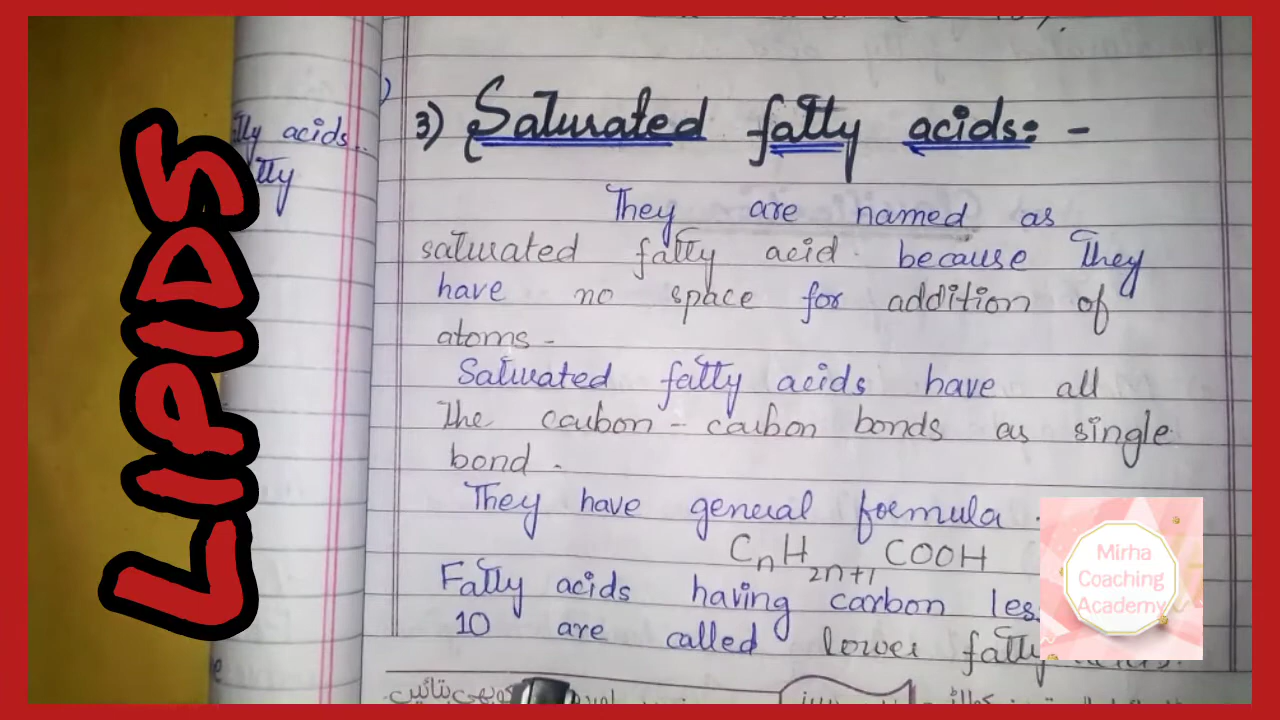 LIPIDS
acids
3) Saturated fatty acids: -
They are named as
saturated fatty acid because They
have no space for addition of
atoms -
Saturated fatty acids have all
The carbon - carbon bonds as single
bond .
They have general formula .
CnH2n+1 COOH
Fatty acids having carbon les
10 are called lower fatty
Mirha
Coaching
Academy